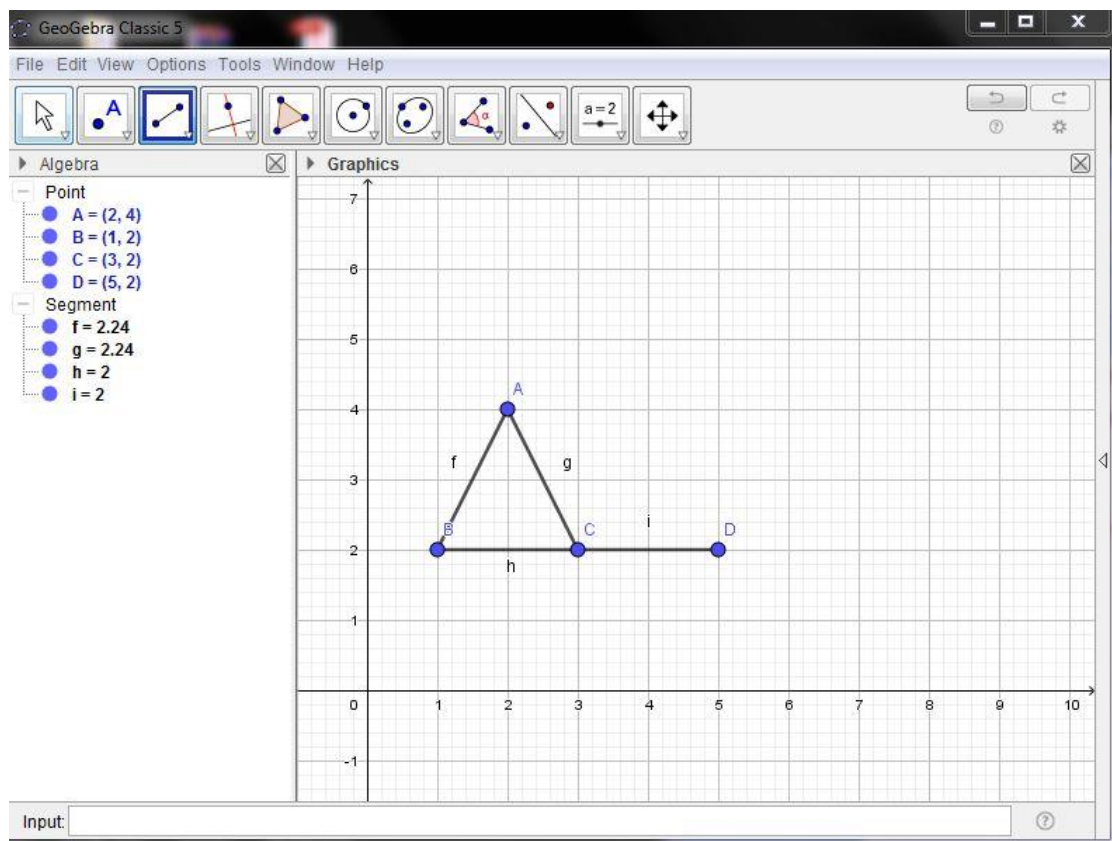 GeoGebra Classic 5
File Edit View Options Tools Window Help
A
α
a = 2
Algebra
Graphics
Point
A = (2, 4)
B = (1, 2)
C = (3, 2)
D = (5, 2)
Segment
f = 2.24
g = 2.24
h = 2
i = 2
7
6
5
A
4
f g
3
B C i D
2
h
1
0 1 2 3 4 5 6 7 8 9 10
-1
Input: